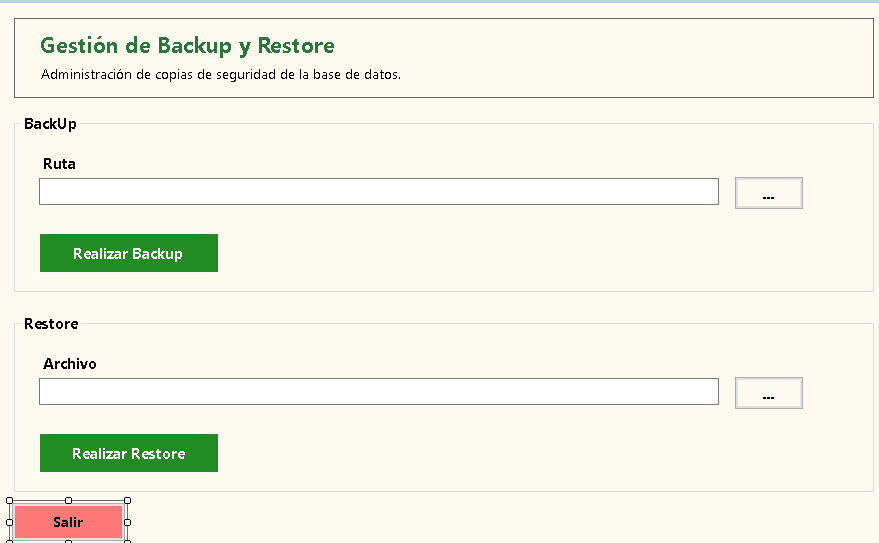 Gestión de Backup y Restore
Administración de copias de seguridad de la base de datos.
BackUp
Ruta
...
Realizar Backup
Restore
Archivo
...
Realizar Restore
Salir